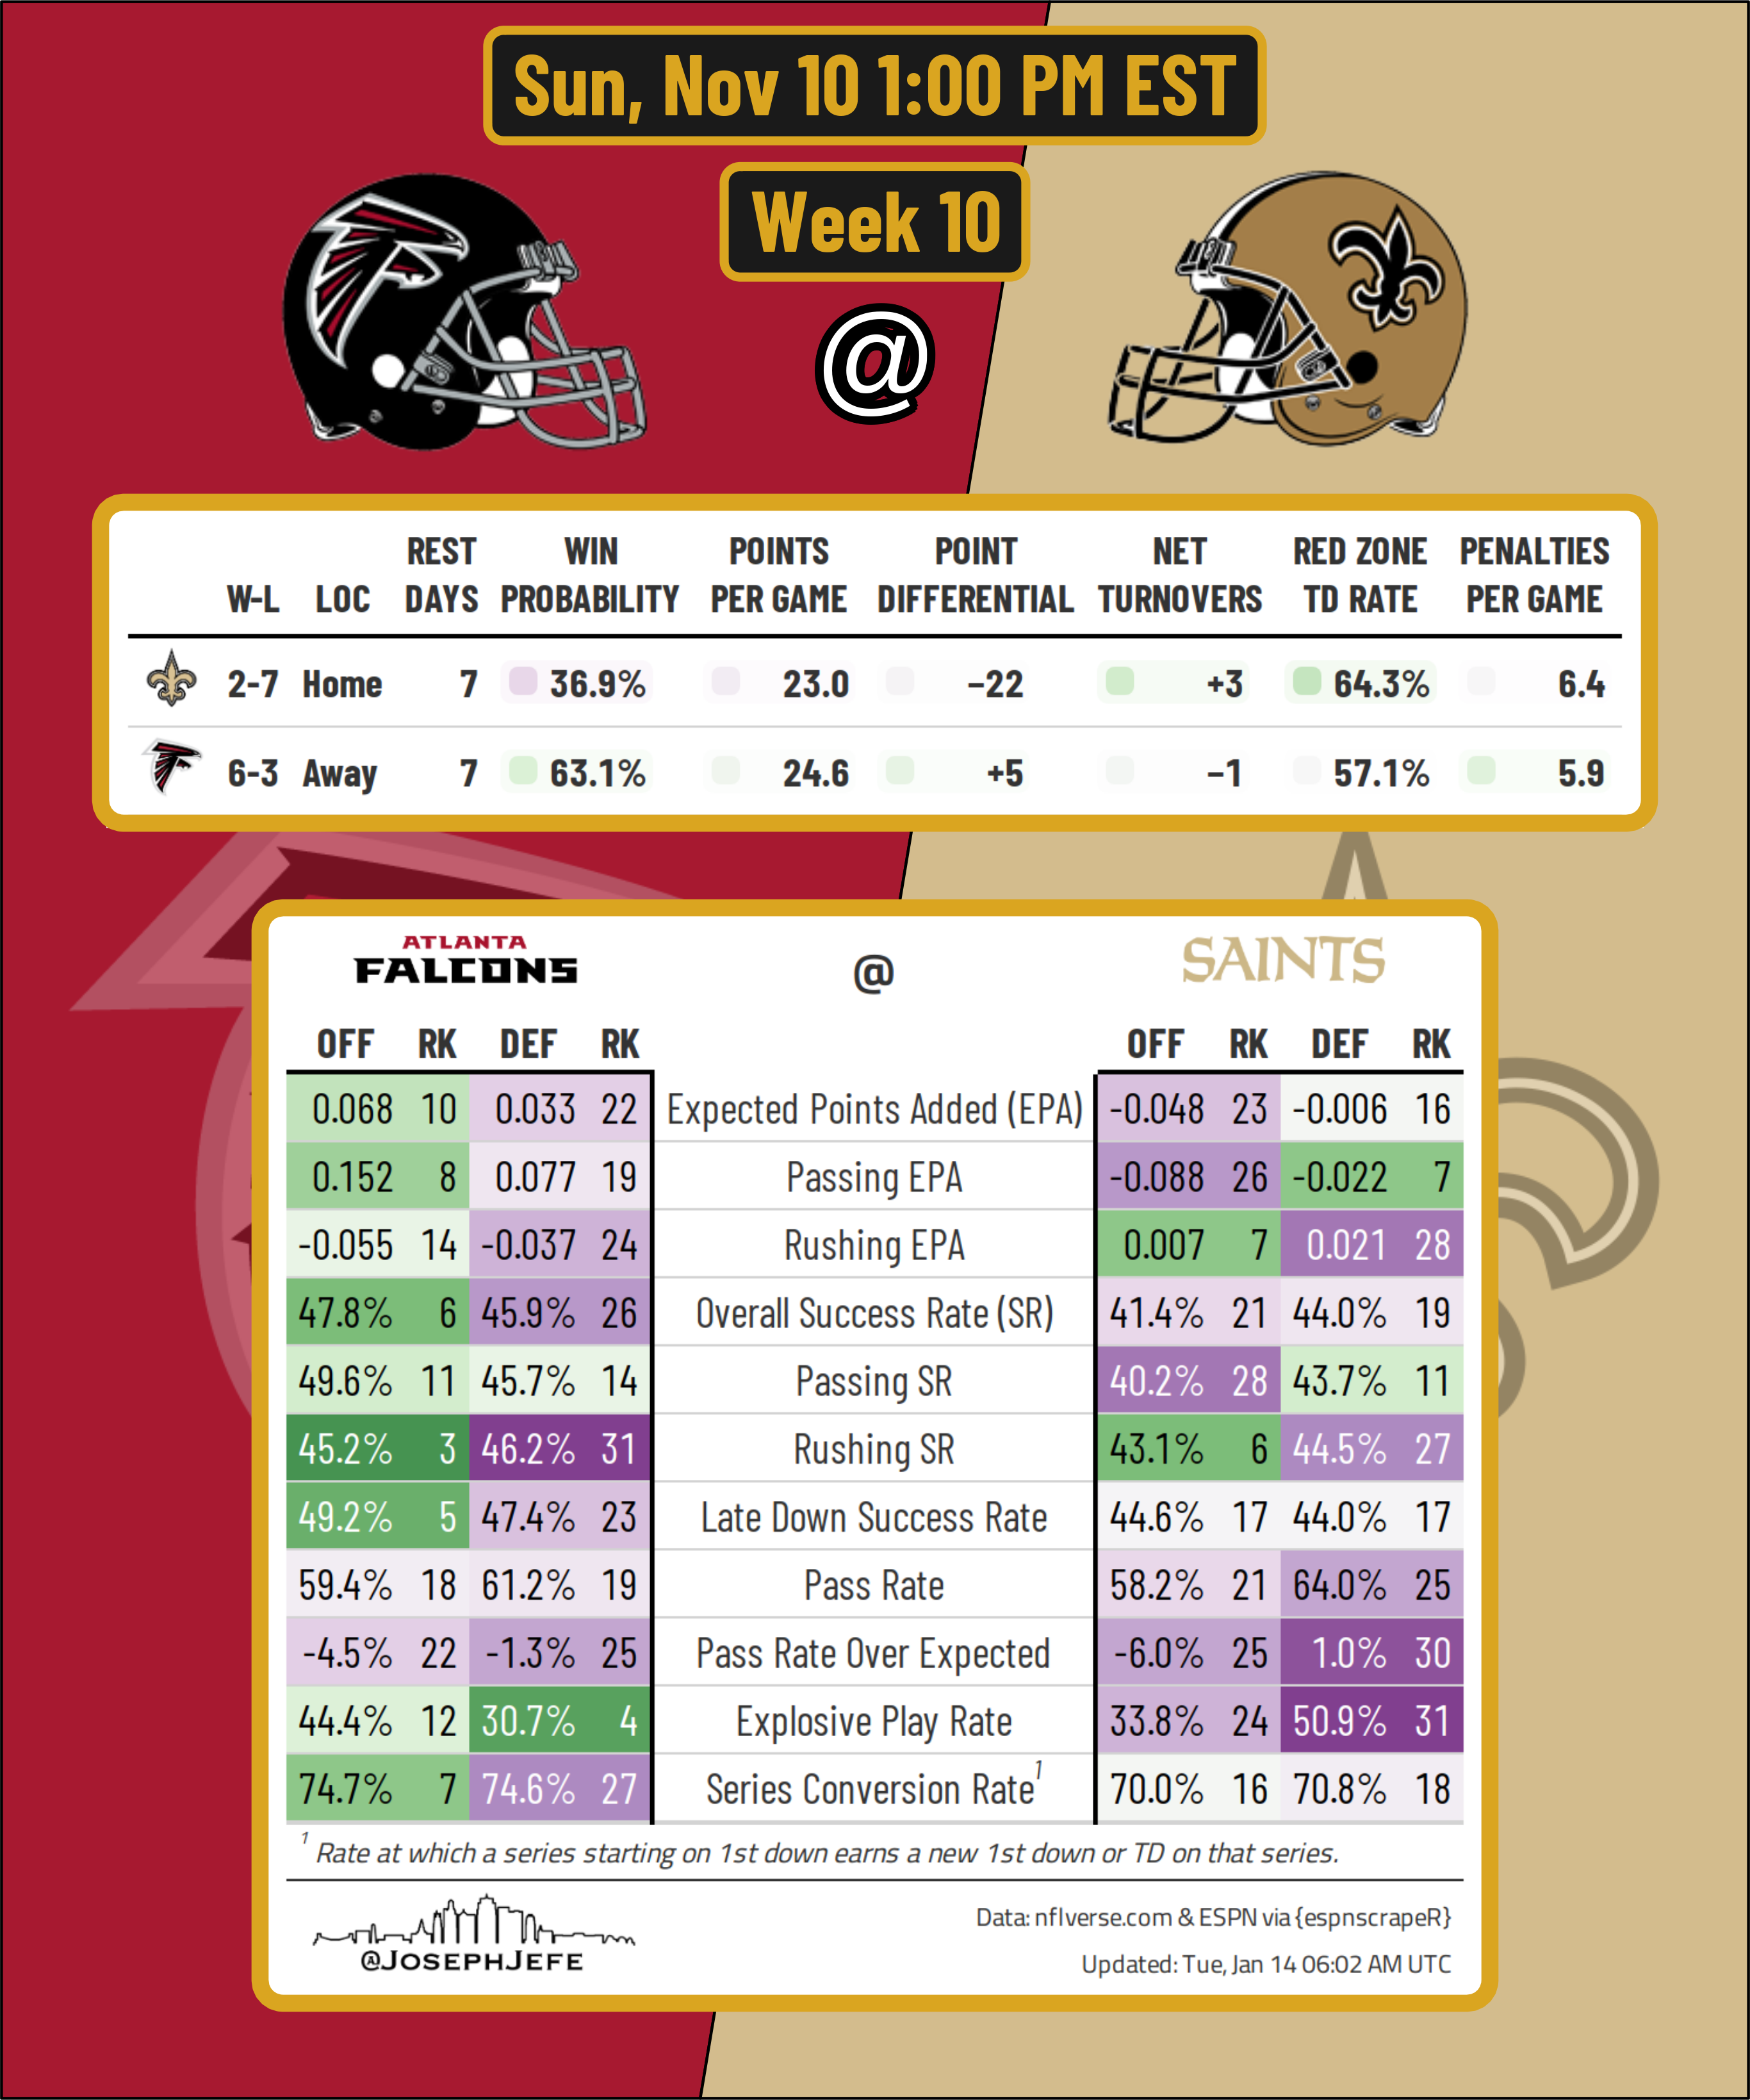 Sun, Nov 10 1:00 PM EST
Week 10
@
REST WIN POINTS POINT NET RED ZONE PENALTIES
W-L LOC DAYS PROBABILITY PER GAME DIFFERENTIAL TURNOVERS TD RATE PER GAME
2-7 Home 7 36.9% 23.0 −22 +3 64.3% 6.4
6-3 Away 7 63.1% 24.6 +5 −1 57.1% 5.9
ATLANTA
FALCONS @ SAINTS
OFF RK DEF RK OFF RK DEF RK
0.068 10 0.033 22 Expected Points Added (EPA) -0.048 23 -0.006 16
0.152 8 0.077 19 Passing EPA -0.088 26 -0.022 7
-0.055 14 -0.037 24 Rushing EPA 0.007 7 0.021 28
47.8% 6 45.9% 26 Overall Success Rate (SR) 41.4% 21 44.0% 19
49.6% 11 45.7% 14 Passing SR 40.2% 28 43.7% 11
45.2% 3 46.2% 31 Rushing SR 43.1% 6 44.5% 27
49.2% 5 47.4% 23 Late Down Success Rate 44.6% 17 44.0% 17
59.4% 18 61.2% 19 Pass Rate 58.2% 21 64.0% 25
-4.5% 22 -1.3% 25 Pass Rate Over Expected -6.0% 25 1.0% 30
44.4% 12 30.7% 4 Explosive Play Rate 33.8% 24 50.9% 31
74.7% 7 74.6% 27 Series Conversion Rate¹ 70.0% 16 70.8% 18
¹ Rate at which a series starting on 1st down earns a new 1st down or TD on that series.
@JOSEPHJEFE
Data: nflverse.com & ESPN via {espnscrapeR}
Updated: Tue, Jan 14 06:02 AM UTC